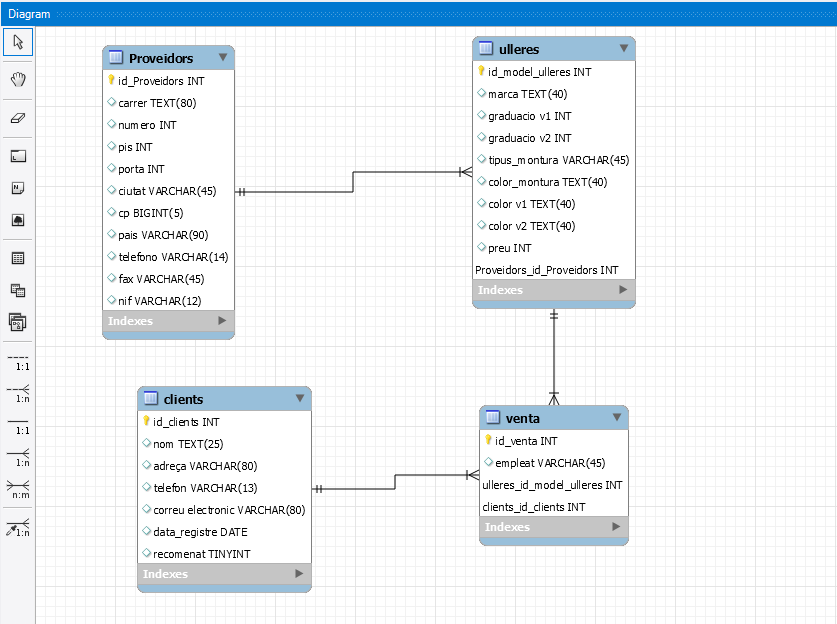 Diagram
Proveidors
id_Proveidors INT
carrer TEXT(80)
numero INT
pis INT
porta INT
ciutat VARCHAR(45)
cp BIGINT(5)
pais VARCHAR(90)
telefono VARCHAR(14)
fax VARCHAR(45)
nif VARCHAR(12)
Indexes
ulleres
id_model_ulleres INT
marca TEXT(40)
graduacio v1 INT
graduacio v2 INT
tipus_montura VARCHAR(45)
color_montura TEXT(40)
color v1 TEXT(40)
color v2 TEXT(40)
preu INT
Proveidors_id_Proveidors INT
Indexes
clients
id_clients INT
nom TEXT(25)
adreça VARCHAR(80)
telefon VARCHAR(13)
correu electronic VARCHAR(80)
data_registre DATE
recomenat TINYINT
Indexes
venta
id_venta INT
empleat VARCHAR(45)
ulleres_id_model_ulleres INT
clients_id_clients INT
Indexes
1:1
1:n
1:1
1:n
n:m
1:n